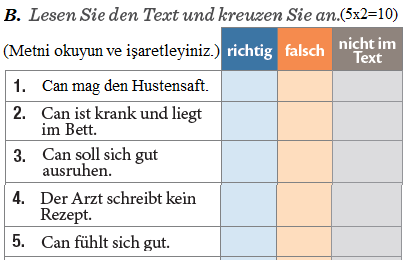 B. Lesen Sie den Text und kreuzen Sie an.(5x2=10)
(Metni okuyun ve işaretleyiniz.) richtig falsch nicht im Text
1. Can mag den Hustensaft.
2. Can ist krank und liegt
im Bett.
3. Can soll sich gut
ausruhen.
4. Der Arzt schreibt kein
Rezept.
5. Can fühlt sich gut.